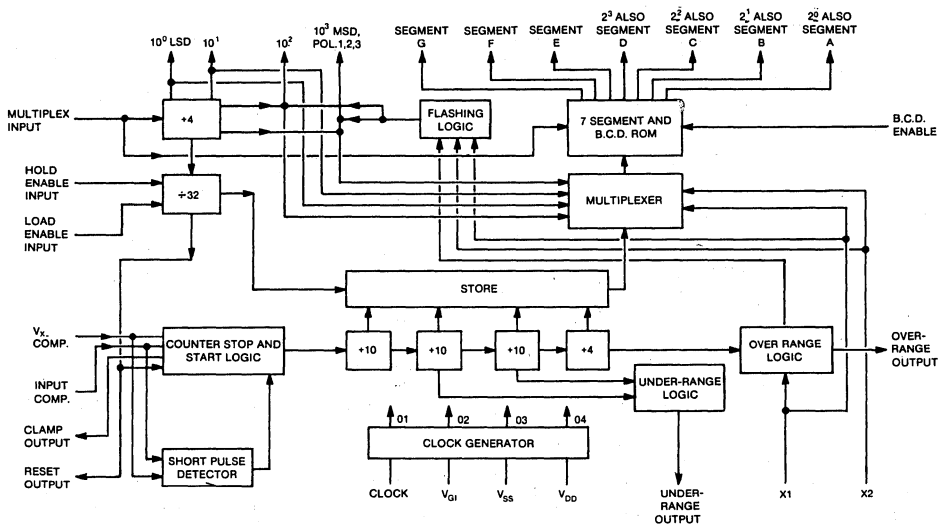 10⁰ LSD
10¹
10²
10³ MSD,
POL.1,2,3
SEGMENT
G
SEGMENT
F
SEGMENT
E
2³ ALSO
SEGMENT
D
2² ALSO
SEGMENT
C
2¹ ALSO
SEGMENT
B
2⁰ ALSO
SEGMENT
A
MULTIPLEX
INPUT
÷4
FLASHING
LOGIC
7 SEGMENT AND
B.C.D. ROM
B.C.D.
ENABLE
HOLD
ENABLE
INPUT
÷32
MULTIPLEXER
LOAD
ENABLE
INPUT
STORE
VX.
COMP.
COUNTER STOP AND
START LOGIC
÷10
÷10
÷10
÷4
OVER RANGE
LOGIC
OVER-
RANGE
OUTPUT
INPUT
COMP.
UNDER-RANGE
LOGIC
CLAMP
OUTPUT
01
02
03
04
CLOCK GENERATOR
RESET
OUTPUT
SHORT PULSE
DETECTOR
CLOCK
VGI
VSS
VDD
UNDER-
RANGE
OUTPUT
X1
X2